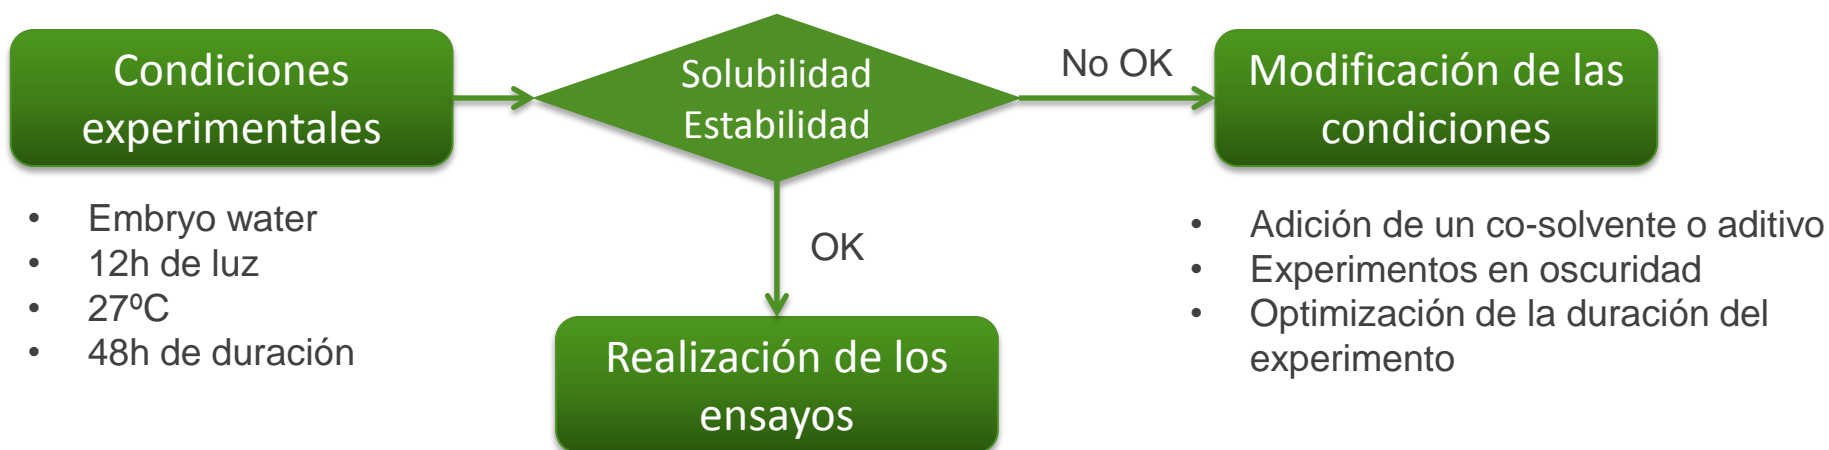 Condiciones
experimentales
Solubilidad
Estabilidad
No OK
Modificación de las
condiciones
• Embryo water
• 12h de luz
• 27ºC
• 48h de duración
OK
Realización de los
ensayos
• Adición de un co-solvente o aditivo
• Experimentos en oscuridad
• Optimización de la duración del
experimento